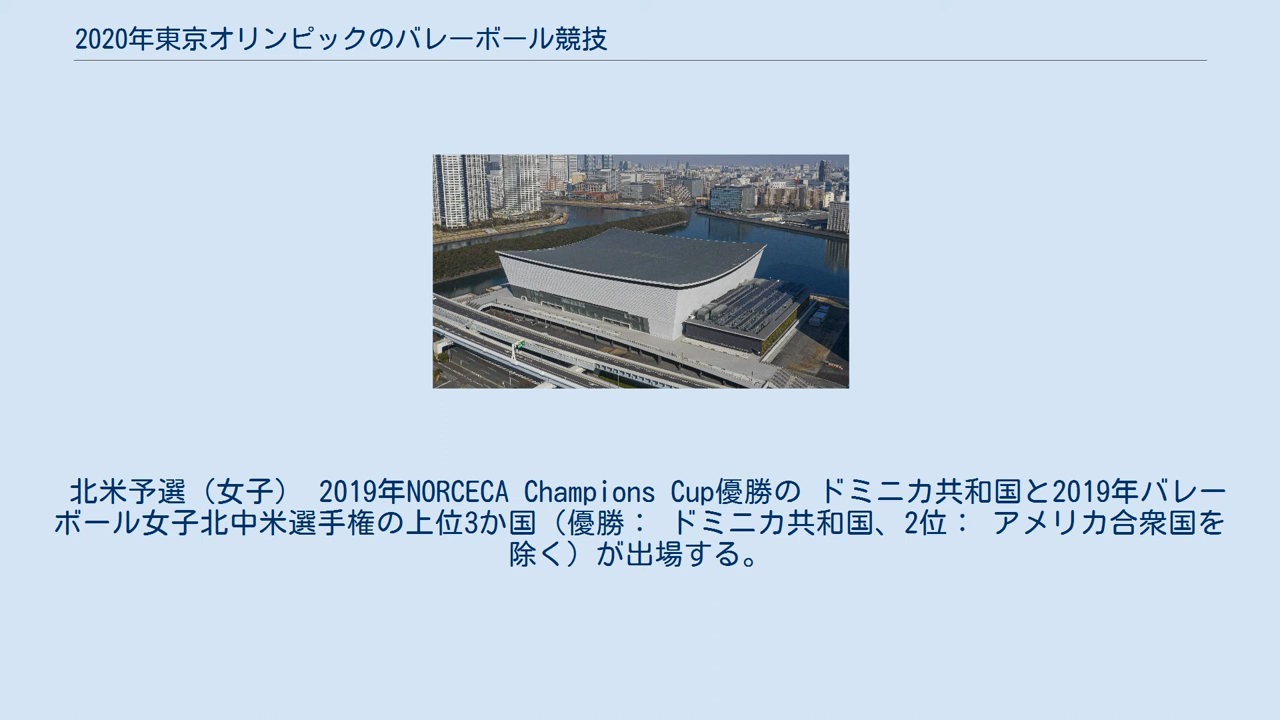 2020年東京オリンピックのバレーボール競技
北米予選（女子） 2019年NORCECA Champions Cup優勝の ドミニカ共和国と2019年バレー
ボール女子北中米選手権の上位3か国（優勝： ドミニカ共和国、2位： アメリカ合衆国を
除く）が出場する。